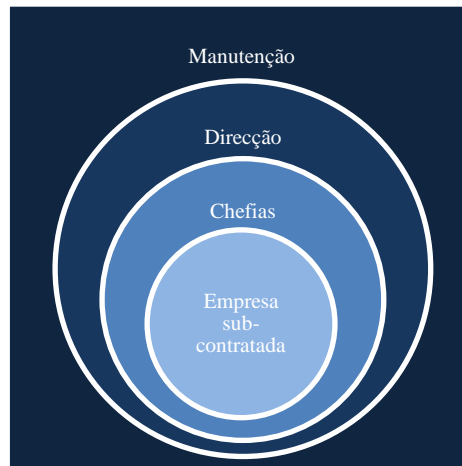 Manutenção
Direcção
Chefias
Empresa
sub-
contratada